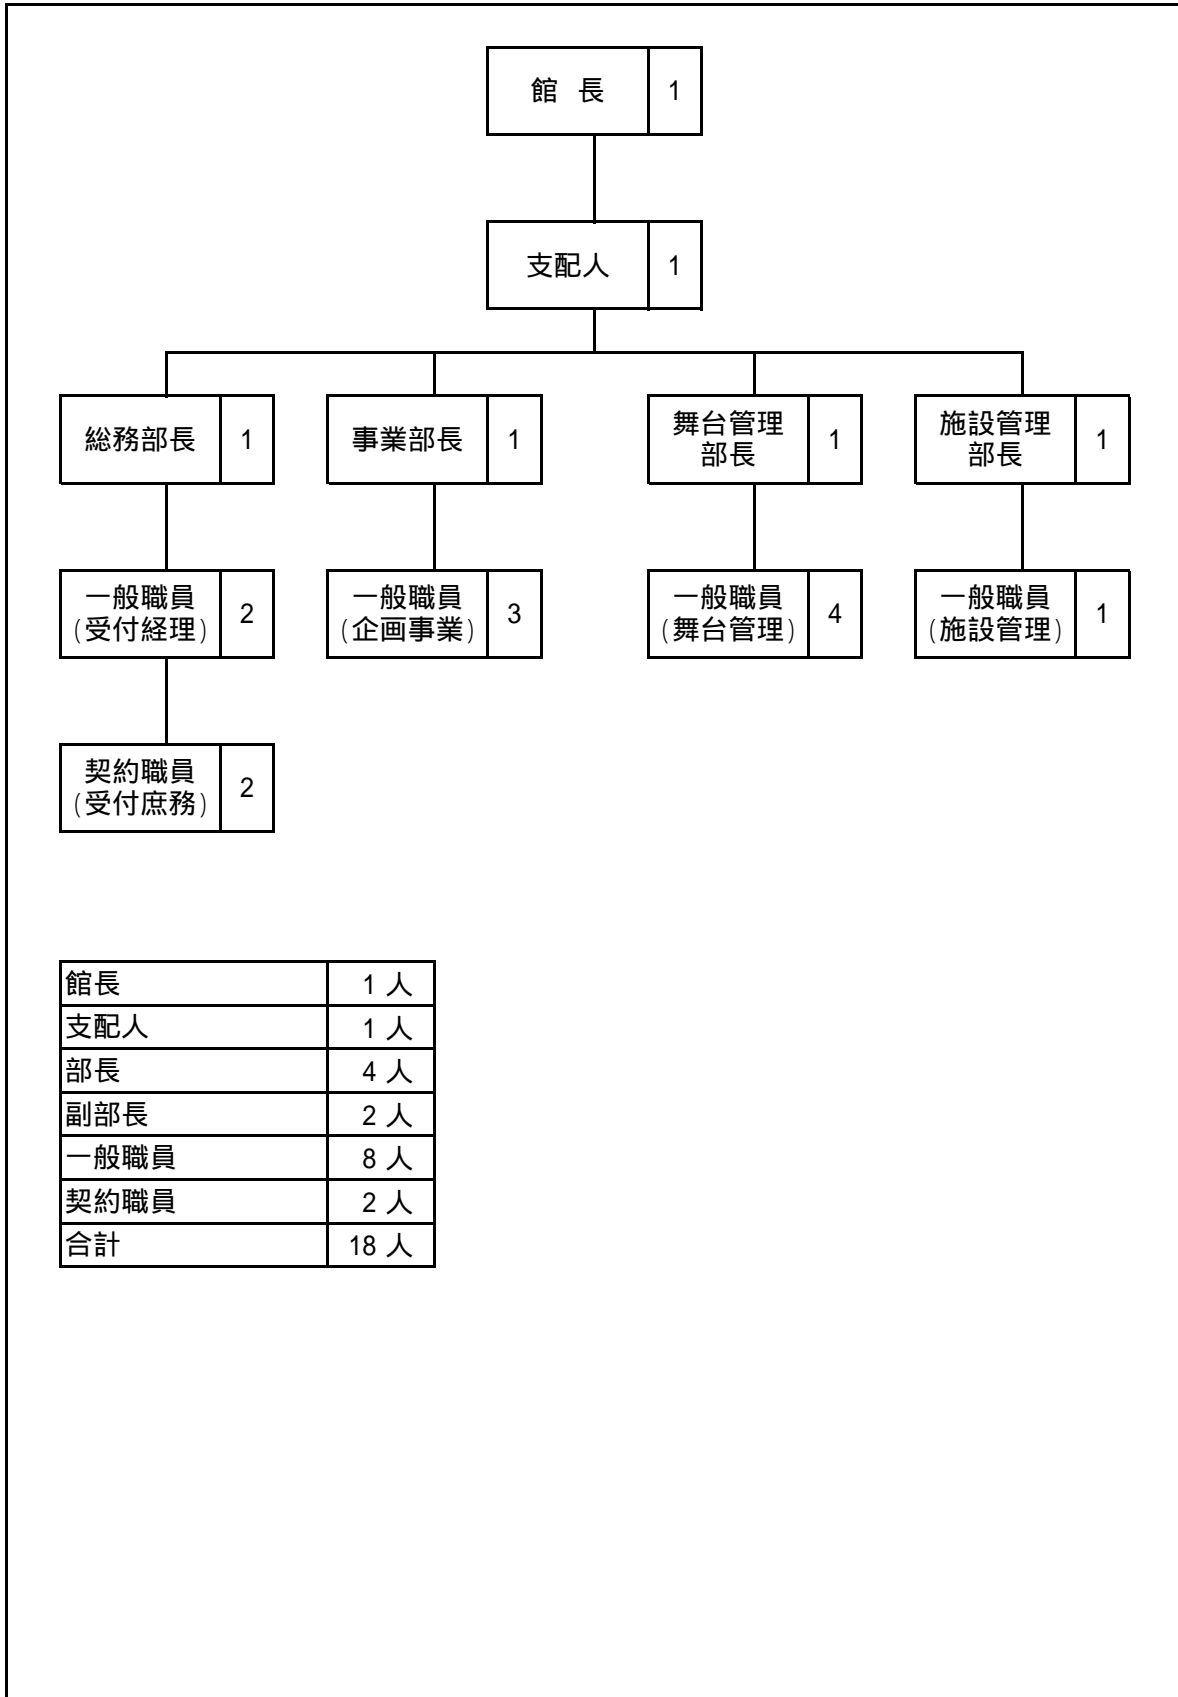 館 長 1
支配人 1
総務部長 1
事業部長 1
舞台管理
部長 1
施設管理
部長 1
一般職員
(受付経理) 2
一般職員
(企画事業) 3
一般職員
(舞台管理) 4
一般職員
(施設管理) 1
契約職員
(受付庶務) 2
館長 1 人
支配人 1 人
部長 4 人
副部長 2 人
一般職員 8 人
契約職員 2 人
合計 18 人